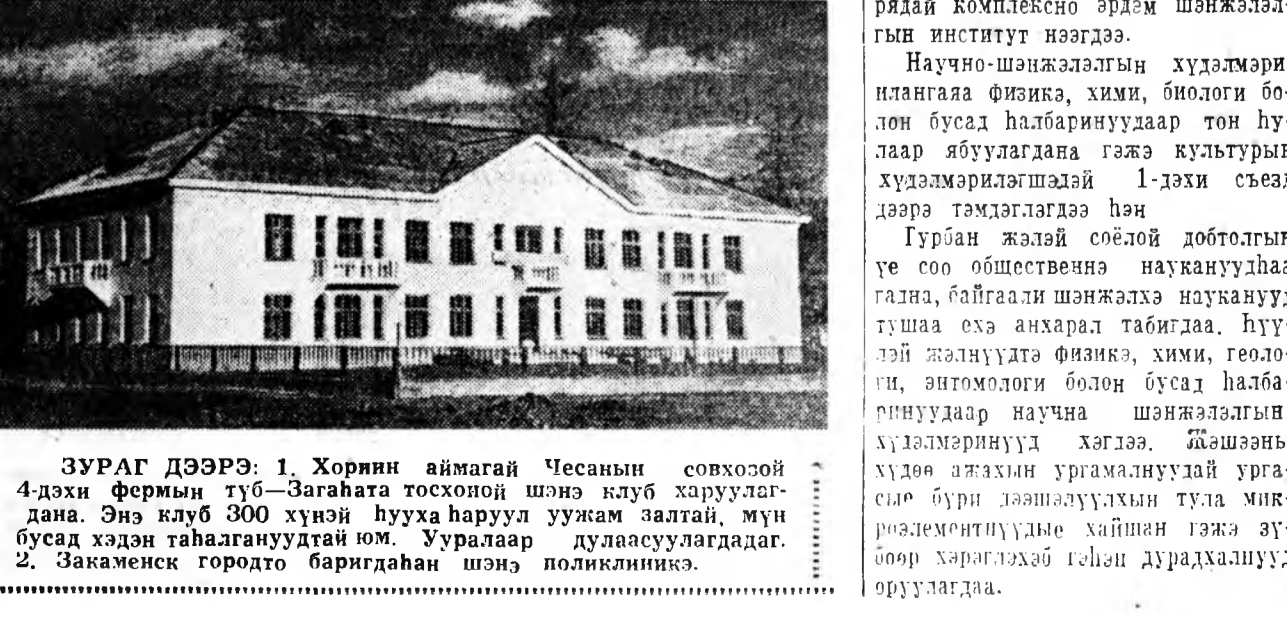 ЗУРАГ ДЭЭРЭ: 1. Хориин аймагай Чесанын совхозой
4-дэхи фермын түб—Загаһата тосхоной шэнэ клуб харуулаг-
дана. Энэ клуб 300 хүнэй һууха һаруул уужам залтай, мүн
бусад хэдэн таһалгануудтай юм. Ууралаар дулаасуулагдадаг.
2. Закаменск городто баригдаһан шэнэ поликлиникэ.
рядай комплексно эрдэм шэнжэлэл-
гын институт нээгдээ.
Научно-шэнжэлэлгын хүдэлмэри
илангаяа физикэ, хими, биологи бо-
лон бусад һалбаринуудаар тон һу-
лаар ябуулагдана гэжэ культурын
хүдэлмэрилэгшэдэй 1-дэхи съезд
дээрэ тэмдэглэгдээ һэн
Гурбан жэлэй соёлой добтолгын
үе соо общественнэ наукануудһаа
гадна, байгаали шэнжэлхэ наукануud
тушаа ехэ анхарал табигдаа. Һүү-
лэй жэлнүүдтэ физикэ, хими, геоло-
ги, энтомологи болон бусад һалба-
ринуудаар научна шэнжэлэлгын
хүдэлмэринүүд хэгдээ. Жэшээнь
хүдөө ажахын ургамалнуудай урга-
сые бүри дээшэлүүлхын тула мик-
роэлементнүүдые хайшан гэжэ зү-
бөөр хэрэглэхэб гэһэн дурадхалнууд
оруулагдаа.